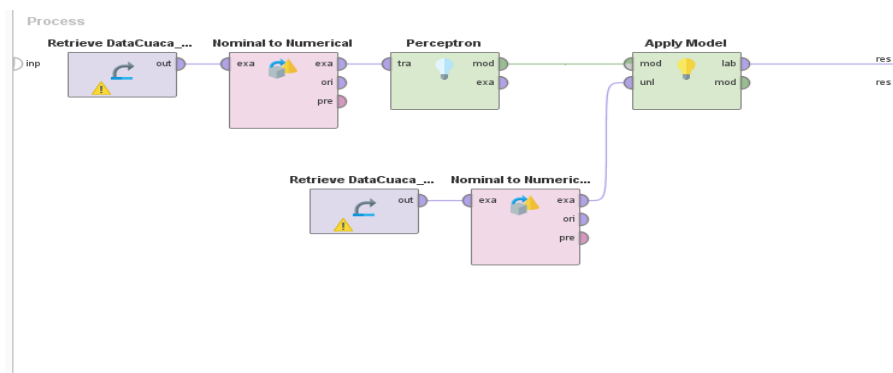 Process
Retrieve DataCuaca_... Nominal to Numerical Perceptron Apply Model
inp out exa exa tra mod mod lab res
ori exa unl mod res
pre
Retrieve DataCuaca_... Nominal to Numeric...
out exa exa
ori
pre